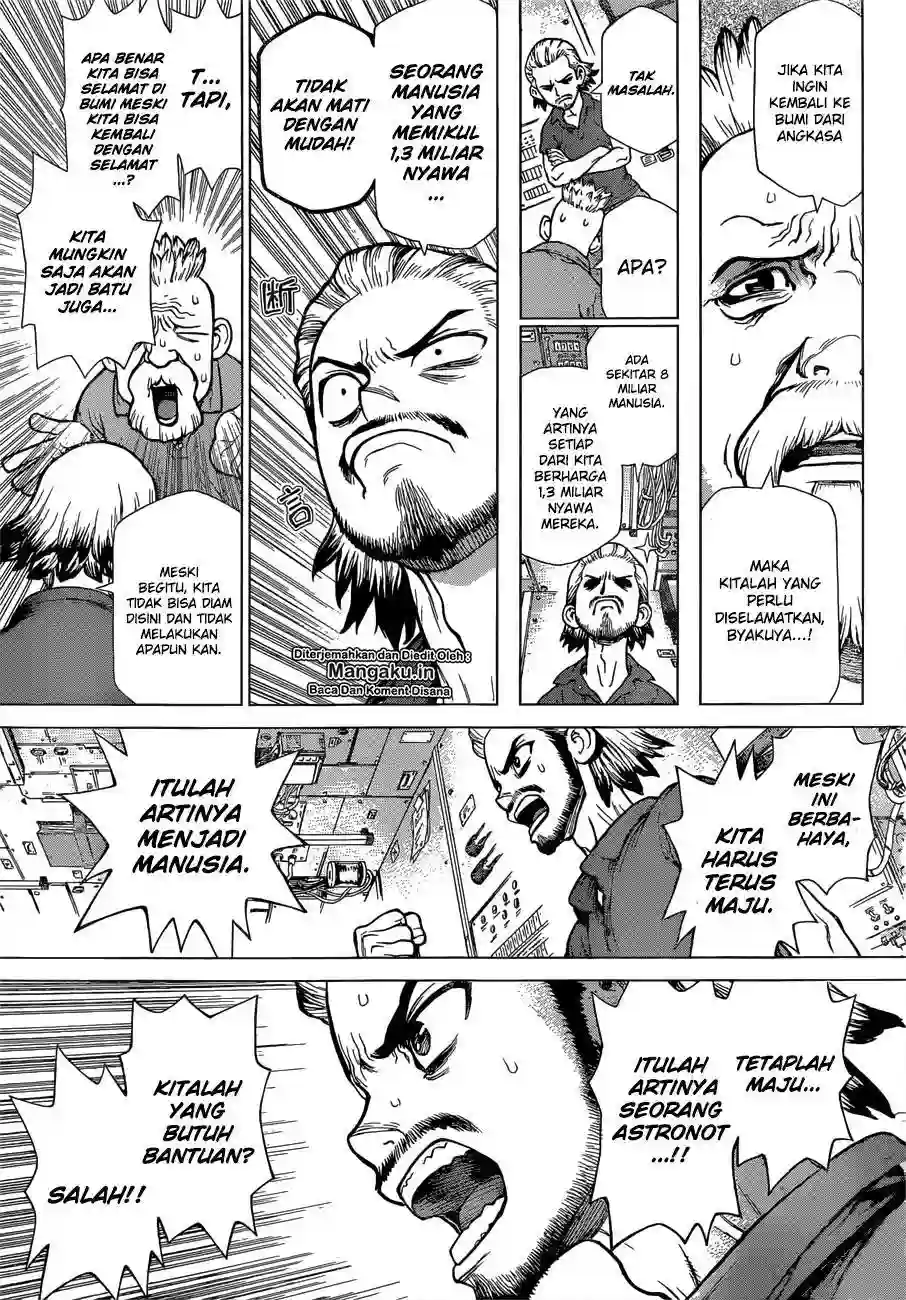 JIKA KITA
INGIN
KEMBALI KE
BUMI DARI
ANGKASA
MAKA
KITALAH YANG
PERLU
DISELAMATKAN,
BYAKUYA...!
TAK
MASALAH.
APA?
ADA
SEKITAR 8
MILIAR
MANUSIA.
YANG
ARTINYA
SETIAP
DARI KITA
BERHARGA
1,3 MILIAR
NYAWA
MEREKA.
SEORANG
MANUSIA
YANG
MEMIKUL
1,3 MILIAR
NYAWA
...
TIDAK
AKAN MATI
DENGAN
MUDAH!
断
言
Diterjemahkan dan Diedit Oleh :
Mangaku.in
Baca Dan Koment Disana
T...
TAPI,
APA BENAR
KITA BISA
SELAMAT DI
BUMI MESKI
KITA BISA
KEMBALI
DENGAN
SELAMAT
...?
KITA
MUNGKIN
SAJA AKAN
JADI BATU
JUGA...
MESKI
BEGITU, KITA
TIDAK BISA DIAM
DISINI DAN TIDAK
MELAKUKAN
APAPUN KAN.
MESKI
INI
BERBA-
HAYA,
KITA
HARUS
TERUS
MAJU.
ITULAH
ARTINYA
MENJADI
MANUSIA.
TETAPLAH
MAJU...
ITULAH
ARTINYA
SEORANG
ASTRONOT
...!!
KITALAH
YANG
BUTUH
BANTUAN?
SALAH!!